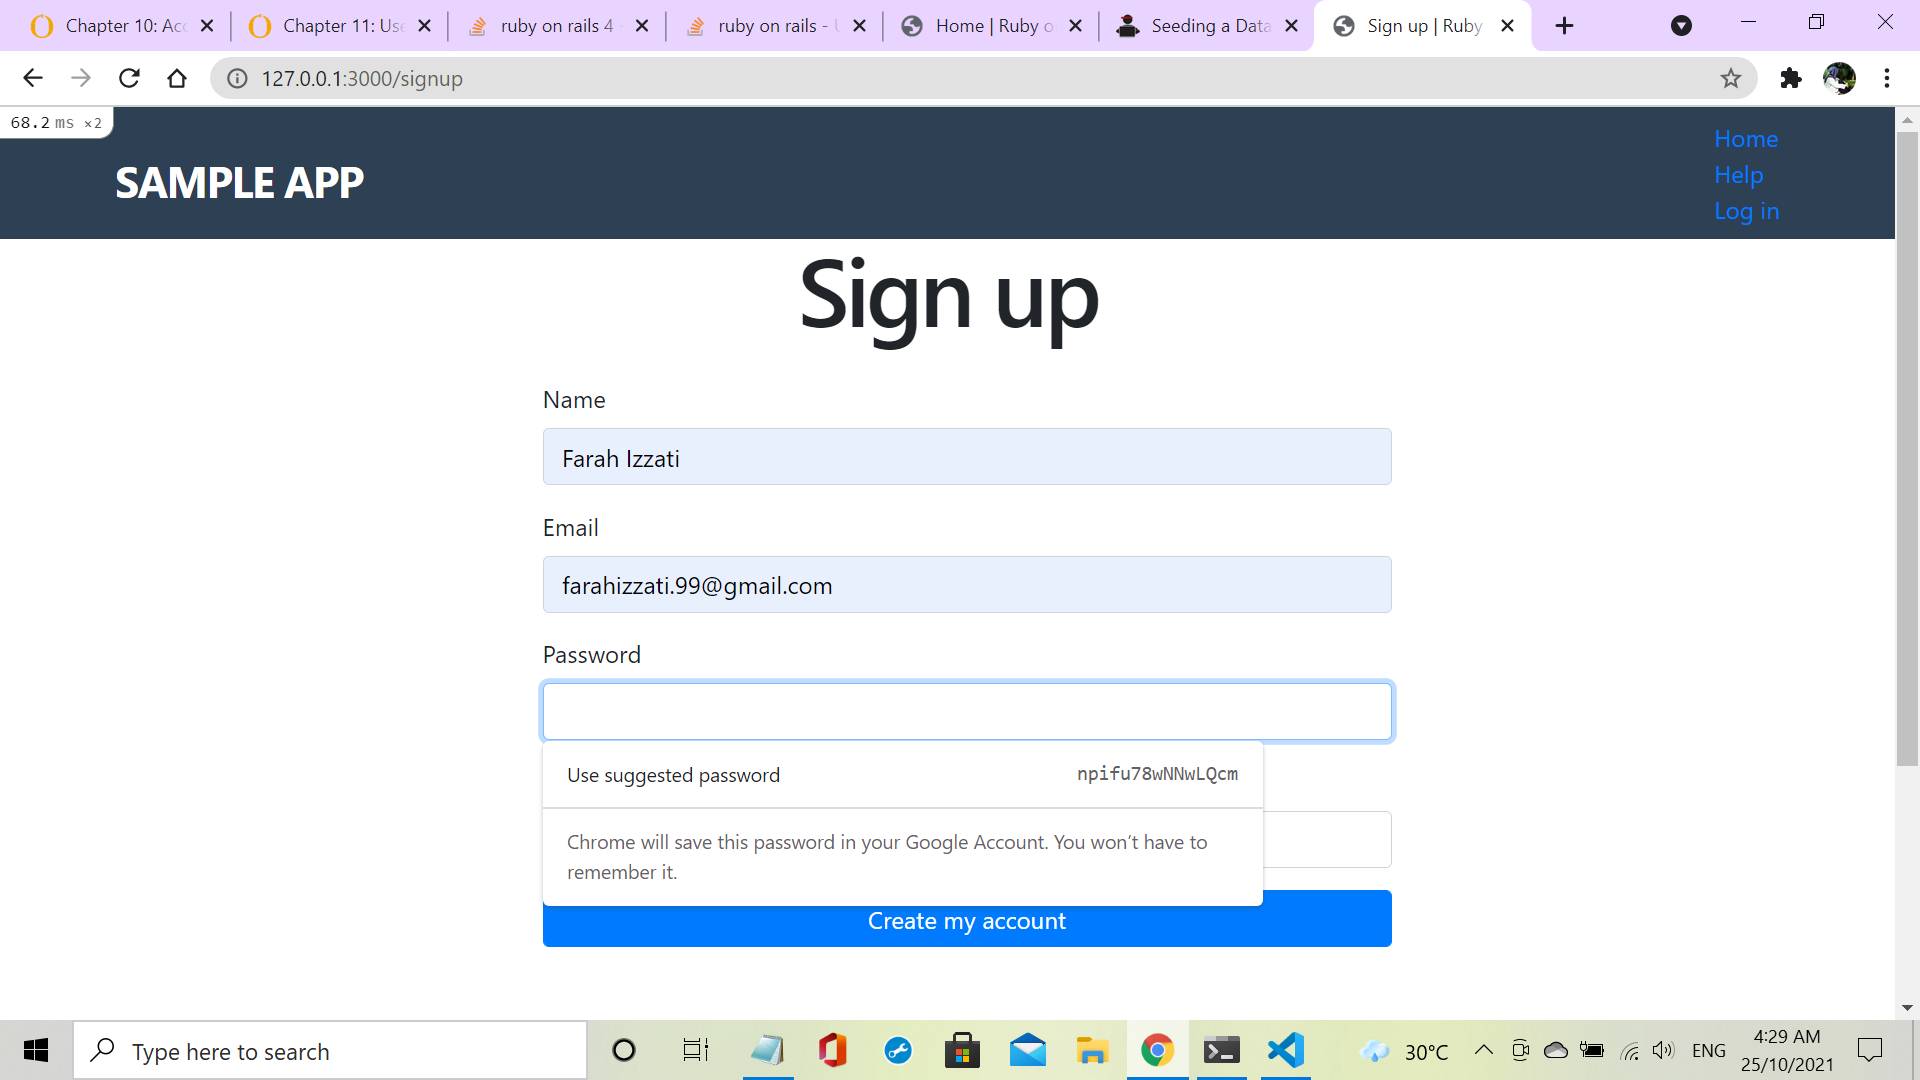 Chapter 10: Acc
Chapter 11: Use
ruby on rails 4 -
ruby on rails - U
Home | Ruby o
Seeding a Data
Sign up | Ruby
127.0.0.1:3000/signup
68.2 ms ×2
SAMPLE APP
Home
Help
Log in
Sign up
Name
Farah Izzati
Email
farahizzati.99@gmail.com
Password
Use suggested password npifu78wNNwLQcm
Chrome will save this password in your Google Account. You won’t have to
remember it.
Create my account
Type here to search
30°C
ENG
4:29 AM
25/10/2021